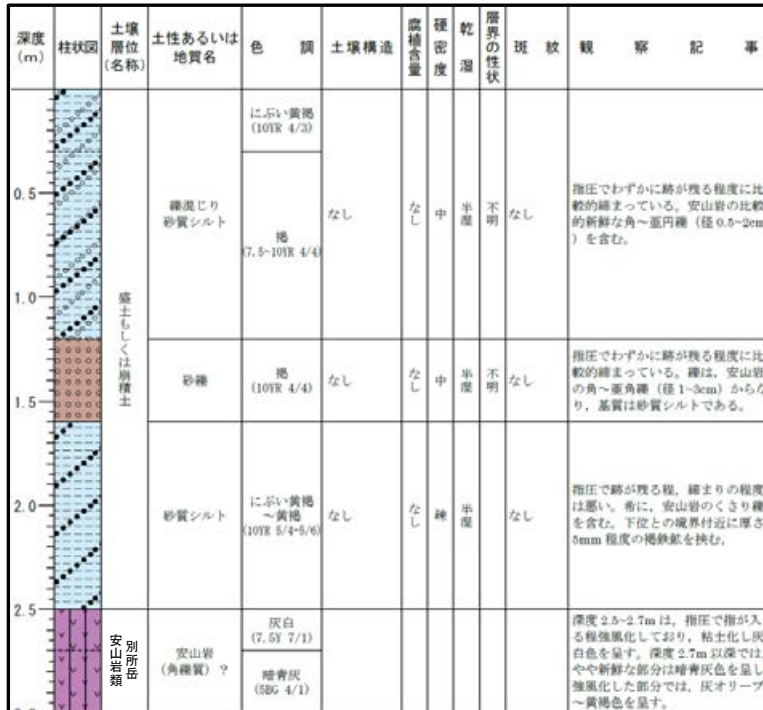 深度
(m)
柱状図
土壌
層位
(名称)
土性あるいは
地質名
色 調
土壌構造
腐植含量
硬密度
乾湿
層界の性状
斑 紋
観 察 記 事
0.5
1.0
1.5
2.0
2.5
盛土もしくは崩積土
礫混じり
砂質シルト
にぶい黄褐
(10YR 4/3)
褐
(7.5~10YR 4/4)
なし
なし
中
半湿
不明
なし
指圧でわずかに跡が残る程度に比
較的締まっている。安山岩の比較
的新鮮な角～亜円礫（径 0.5~2cm
）を含む。
砂礫
褐
(10YR 4/4)
なし
なし
中
半湿
不明
なし
指圧でわずかに跡が残る程度に比
較的締まっている。礫は，安山岩
の角～亜角礫（径 1~3cm）からな
り，基質は砂質シルトである。
砂質シルト
にぶい黄褐
～黄褐
(10YR 5/4-5/6)
なし
なし
疎
半湿
なし
指圧で跡が残る程，締まりの程度
は悪い。希に，安山岩のくさり礫
を含む。下位との境界付近に厚さ
5mm 程度の褐鉄鉱を挟む。
別所岳
安山岩類
安山岩
(角礫質) ？
灰白
(7.5Y 7/1)
暗青灰
(5BG 4/1)
深度 2.5~2.7m は，指圧で指が入
る程強風化しており，粘土化し灰
白色を呈す。深度 2.7m 以深では，
やや新鮮な部分は暗青灰色を呈し
強風化した部分では，灰オリーブ
～黄褐色を呈す。